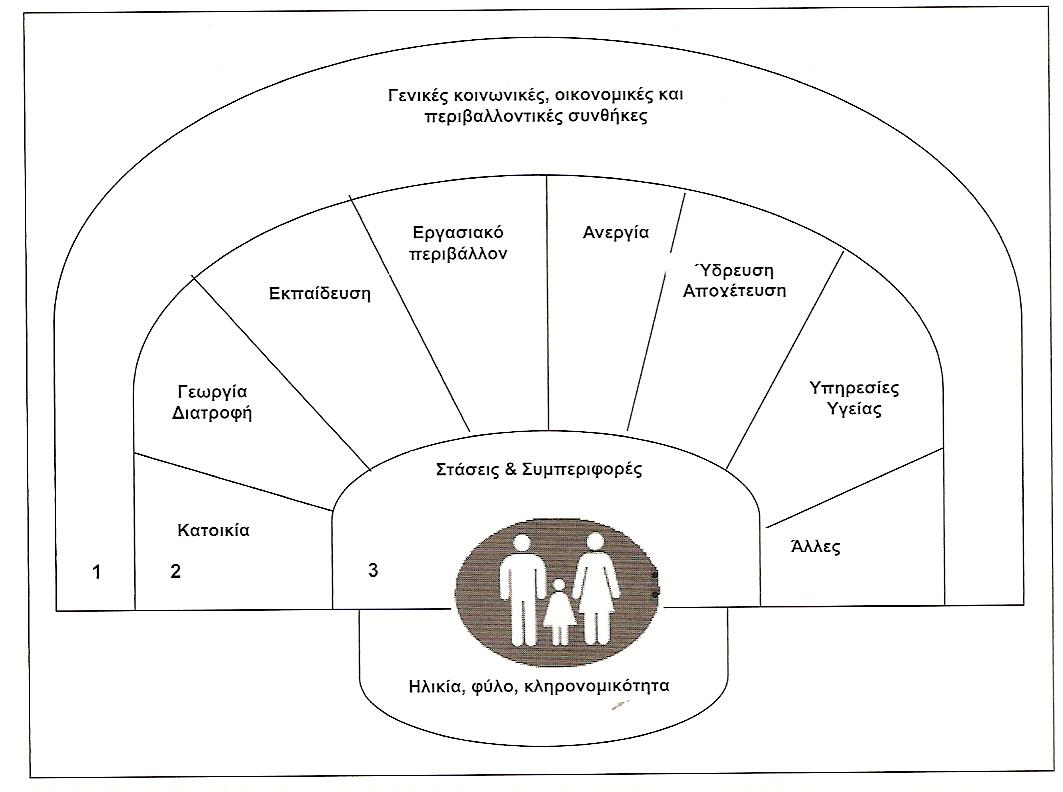 Γενικές κοινωνικές, οικονομικές και
περιβαλλοντικές συνθήκες
Εργασιακό
περιβάλλον
Ανεργία
Εκπαίδευση
Ύδρευση
Αποχέτευση
Γεωργία
Διατροφή
Υπηρεσίες
Υγείας
Στάσεις & Συμπεριφορές
Κατοικία
Άλλες
1
2
3
Ηλικία, φύλο, κληρονομικότητα